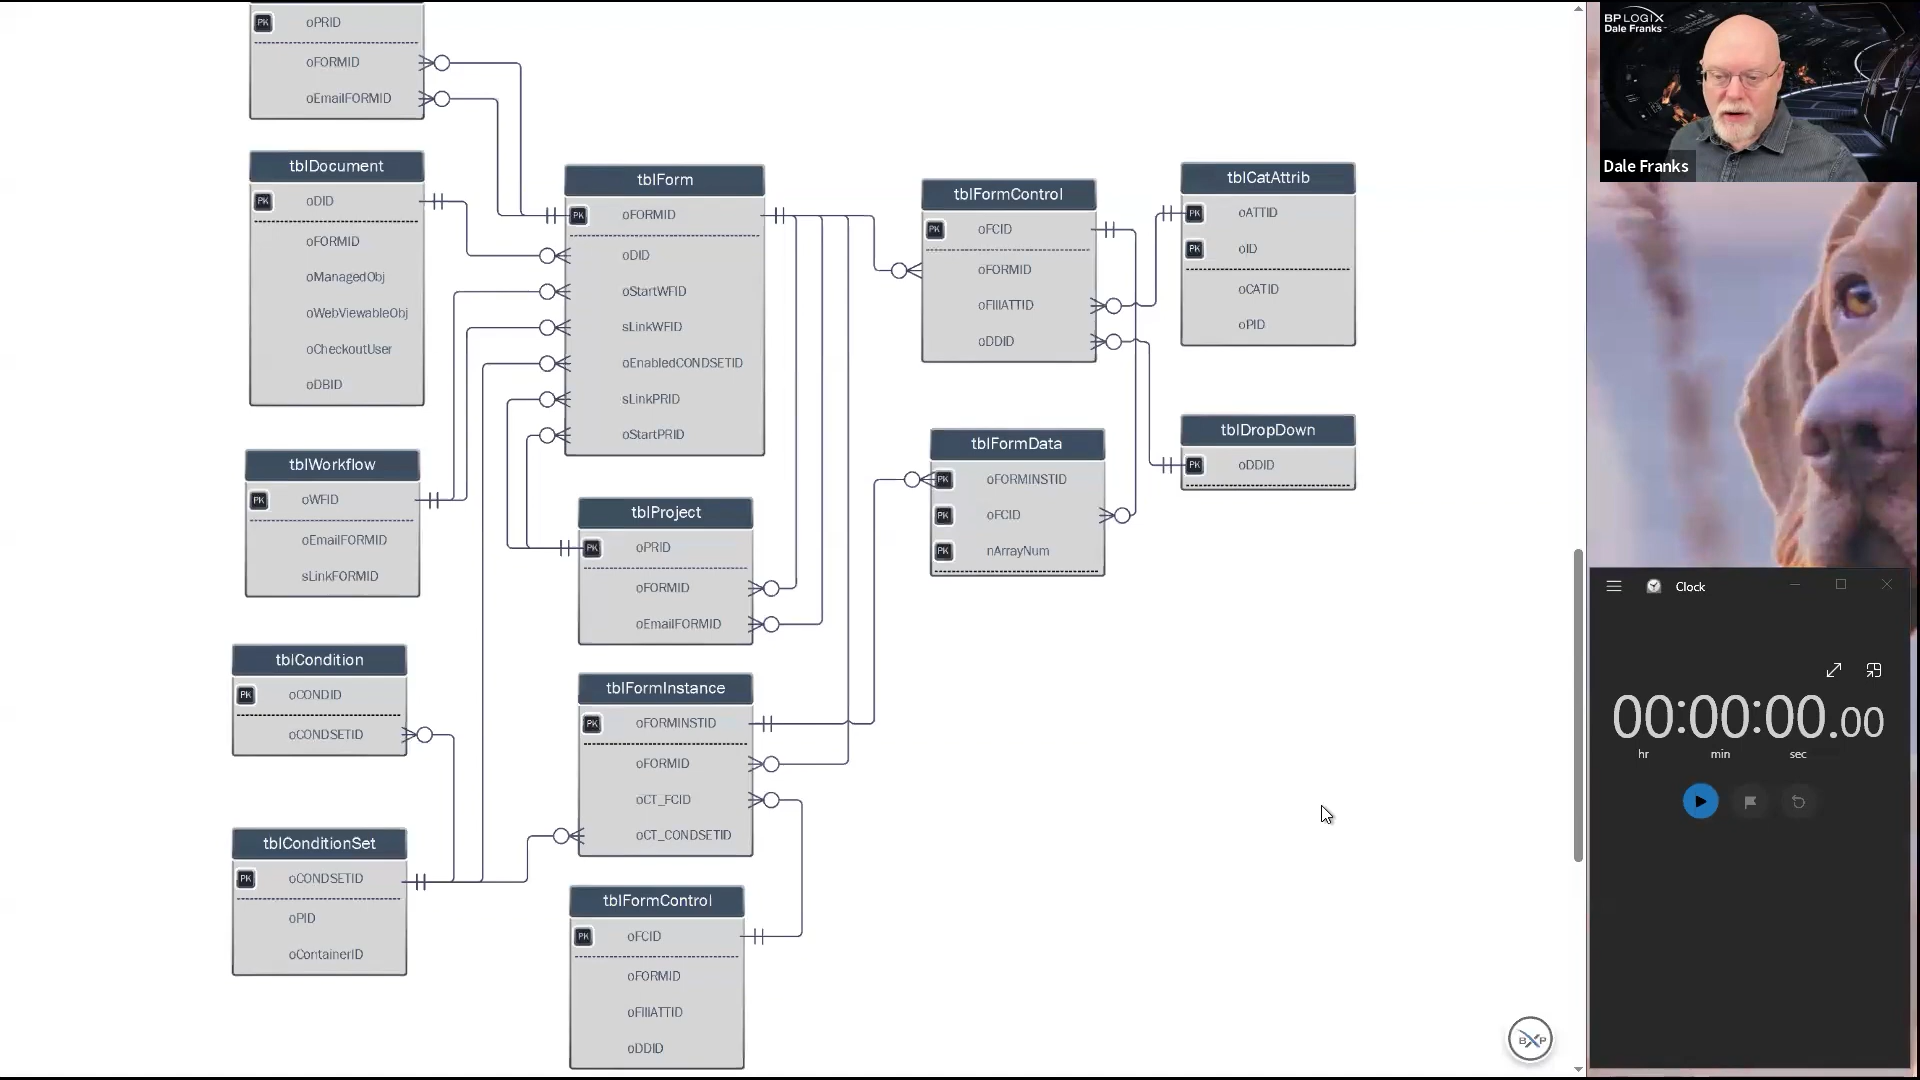 PK oPRID
oFORMID
oEmailFORMID
tblDocument
PK oDID
oFORMID
oManagedObj
oWebViewableObj
oCheckoutUser
oDBID
tblWorkflow
PK oWFID
oEmailFORMID
sLinkFORMID
tblCondition
PK oCONDID
oCONDSETID
tblConditionSet
PK oCONDSETID
oPID
oContainerID
tblForm
PK oFORMID
oDID
oStartWFID
sLinkWFID
oEnabledCONDSETID
sLinkPRID
oStartPRID
tblProject
PK oPRID
oFORMID
oEmailFORMID
tblFormInstance
PK oFORMINSTID
oFORMID
oCT_FCID
oCT_CONDSETID
tblFormControl
PK oFCID
oFORMID
oFillATTID
oDDID
tblFormControl
PK oFCID
oFORMID
oFillATTID
oDDID
tblFormData
PK oFORMINSTID
PK oFCID
PK nArrayNum
tblCatAttrib
PK oATTID
PK oID
oCATID
oPID
tblDropDown
PK oDDID
BXP
BP LOGIX
Dale Franks
Dale Franks
Clock
00:00:00.00
hr min sec